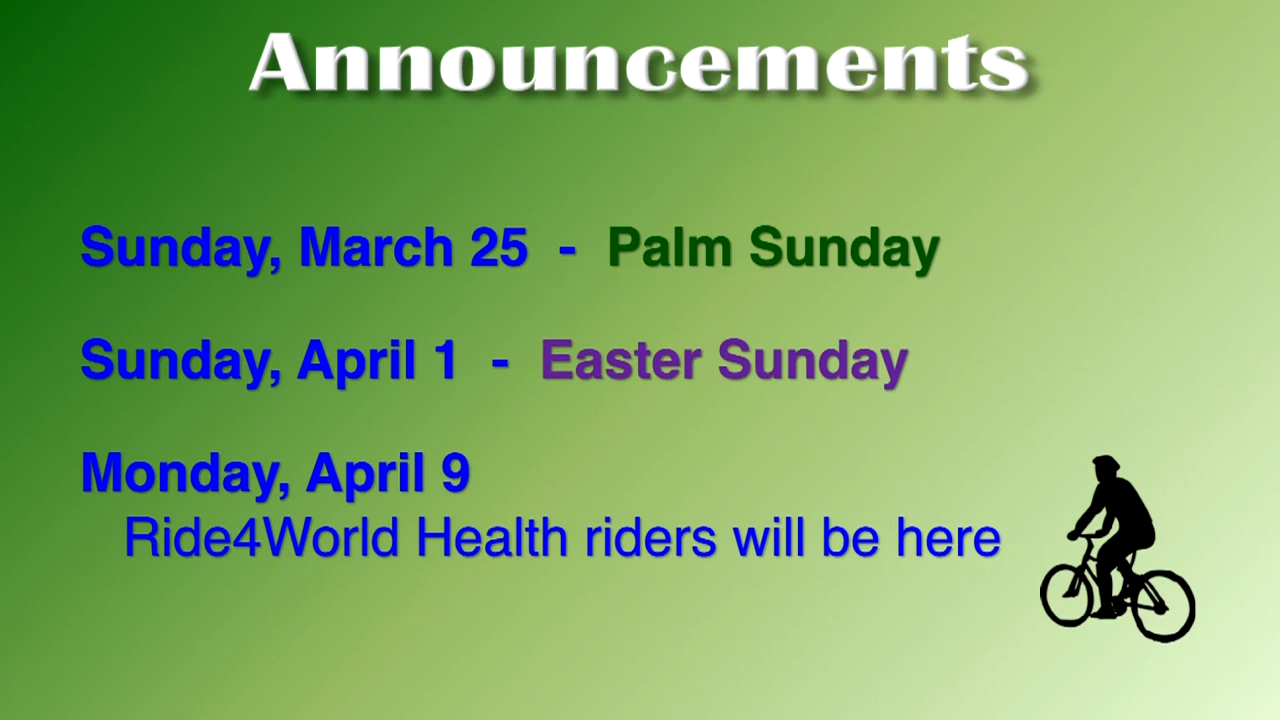 Announcements
Sunday, March 25 - Palm Sunday
Sunday, April 1 - Easter Sunday
Monday, April 9
Ride4World Health riders will be here